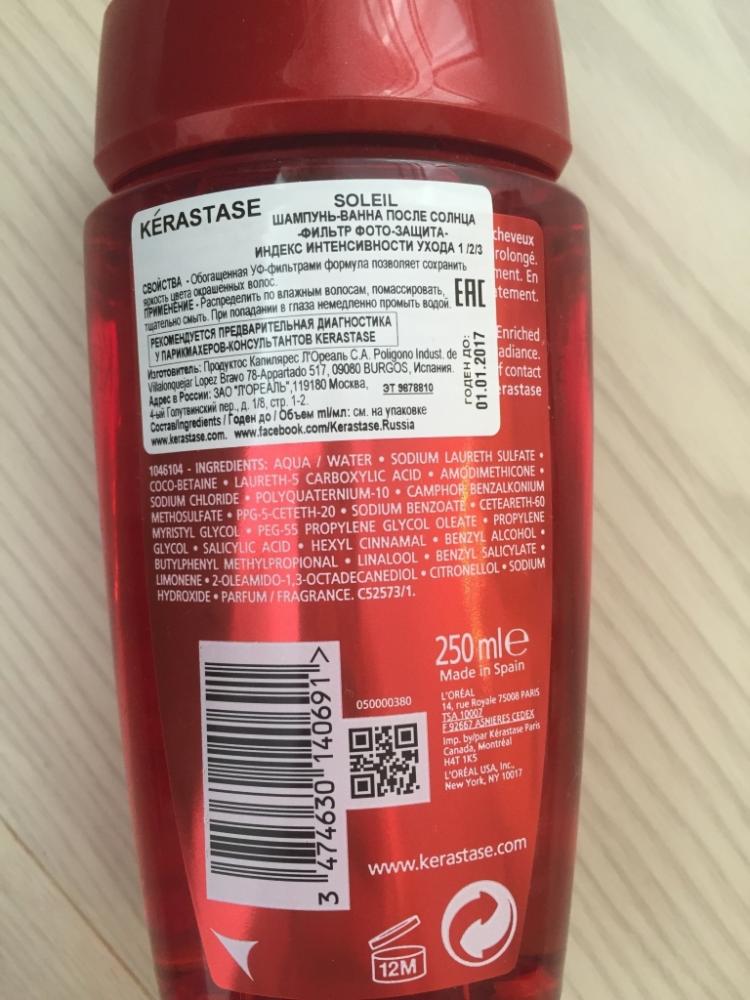 KÉRASTASE
SOLEIL
ШАМПУНЬ-ВАННА ПОСЛЕ СОЛНЦА
-ФИЛЬТР ФОТО-ЗАЩИТА-
ИНДЕКС ИНТЕНСИВНОСТИ УХОДА 1 /2/3
СВОЙСТВА - Обогащенная УФ-фильтрами формула позволяет сохранить
яркость цвета окрашенных волос.
ПРИМЕНЕНИЕ - Распределить по влажным волосам, помассировать,
тщательно смыть. При попадании в глаза немедленно промыть водой.
EAC
РЕКОМЕНДУЕТСЯ ПРЕДВАРИТЕЛЬНАЯ ДИАГНОСТИКА
У ПАРИКМАХЕРОВ-КОНСУЛЬТАНТОВ KERASTASE
Изготовитель: Продуктос Капилярес Л'Ореаль С.А. Poligono Indust. de
Villalonquejar Lopez Bravo 78-Appartado 517, 09080 BURGOS, Испания.
Адрес в России: ЗАО "Л'ОРЕАЛЬ",119180 Москва, ЭТ 9878810
4-ый Голутвинский пер., д. 1/8, стр. 1-2.
Состав/Ingredients / Годен до / Объем ml/мл: см. на упаковке
www.kerastase.com. www.facebook.com/Kerastase.Russia
ГОДЕН ДО:
01.01.2017
cheveux
rolongé.
ment. En
tement.
Enriched
adiance.
f contact
erastase
1046104 - INGREDIENTS: AQUA / WATER • SODIUM LAURETH SULFATE •
COCO-BETAINE • LAURETH-5 CARBOXYLIC ACID • AMODIMETHICONE •
SODIUM CHLORIDE • POLYQUATERNIUM-10 • CAMPHOR BENZALKONIUM
METHOSULFATE • PPG-5-CETETH-20 • SODIUM BENZOATE • CETEARETH-60
MYRISTYL GLYCOL • PEG-55 PROPYLENE GLYCOL OLEATE • PROPYLENE
GLYCOL • SALICYLIC ACID • HEXYL CINNAMAL • BENZYL ALCOHOL •
BUTYLPHENYL METHYLPROPIONAL • LINALOOL • BENZYL SALICYLATE •
LIMONENE • 2-OLEAMIDO-1,3-OCTADECANEDIOL • CITRONELLOL • SODIUM
HYDROXIDE • PARFUM / FRAGRANCE. C52573/1.
250 ml e
Made in Spain
3 474630 140691 >
050000380
L'ORÉAL
14, rue Royale 75008 PARIS
TSA 10002
F 92667 ASNIERES CEDEX
Imp. by/par Kérastase Paris
Canada, Montréal
H4T 1K5
L'ORÉAL USA, Inc.,
New York, NY 10017
www.kerastase.com
12M